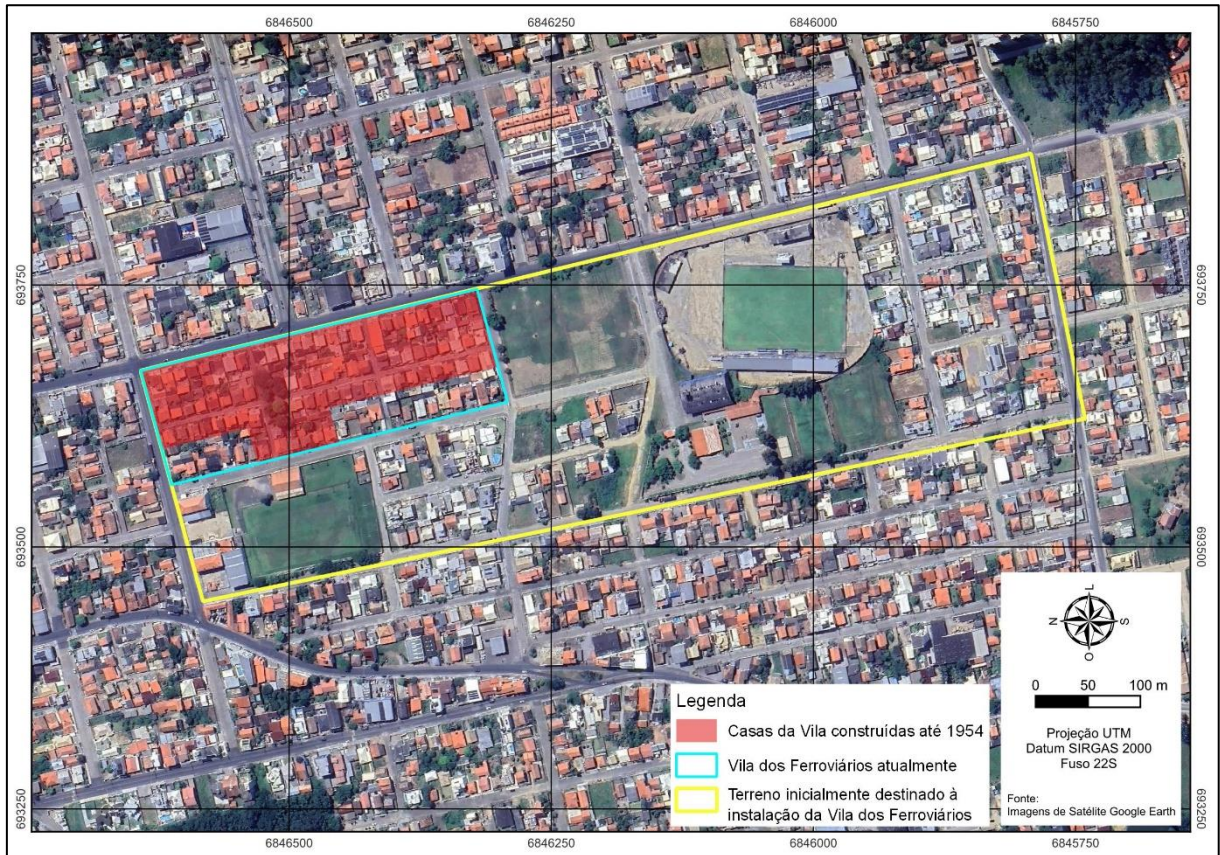 6846500
6846250
6846000
6845750
693750
693750
693500
693500
693250
693250
Legenda
Casas da Vila construídas até 1954
Vila dos Ferroviários atualmente
Terreno inicialmente destinado à
instalação da Vila dos Ferroviários
L
N
S
O
0 50 100 m
Projeção UTM
Datum SIRGAS 2000
Fuso 22S
Fonte:
Imagens de Satélite Google Earth
6846500
6846250
6846000
6845750